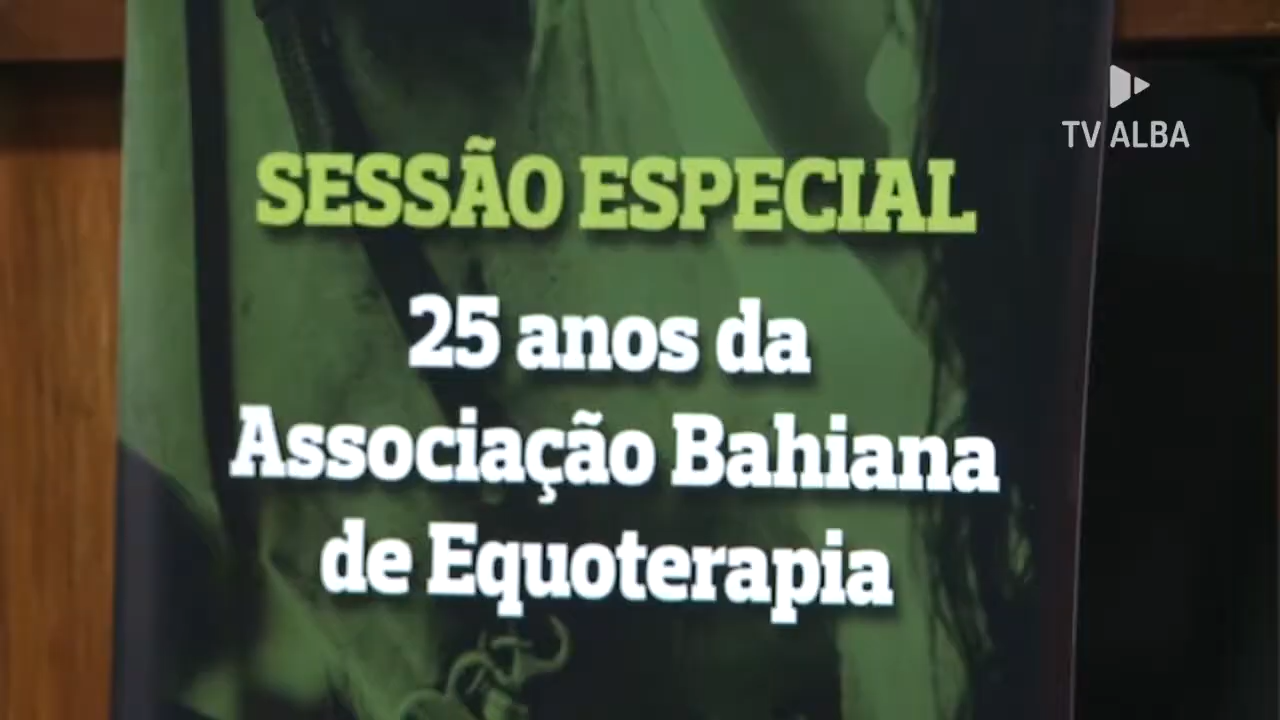 SESSÃO ESPECIAL
25 anos da
Associação Bahiana
de Equoterapia
TV ALBA